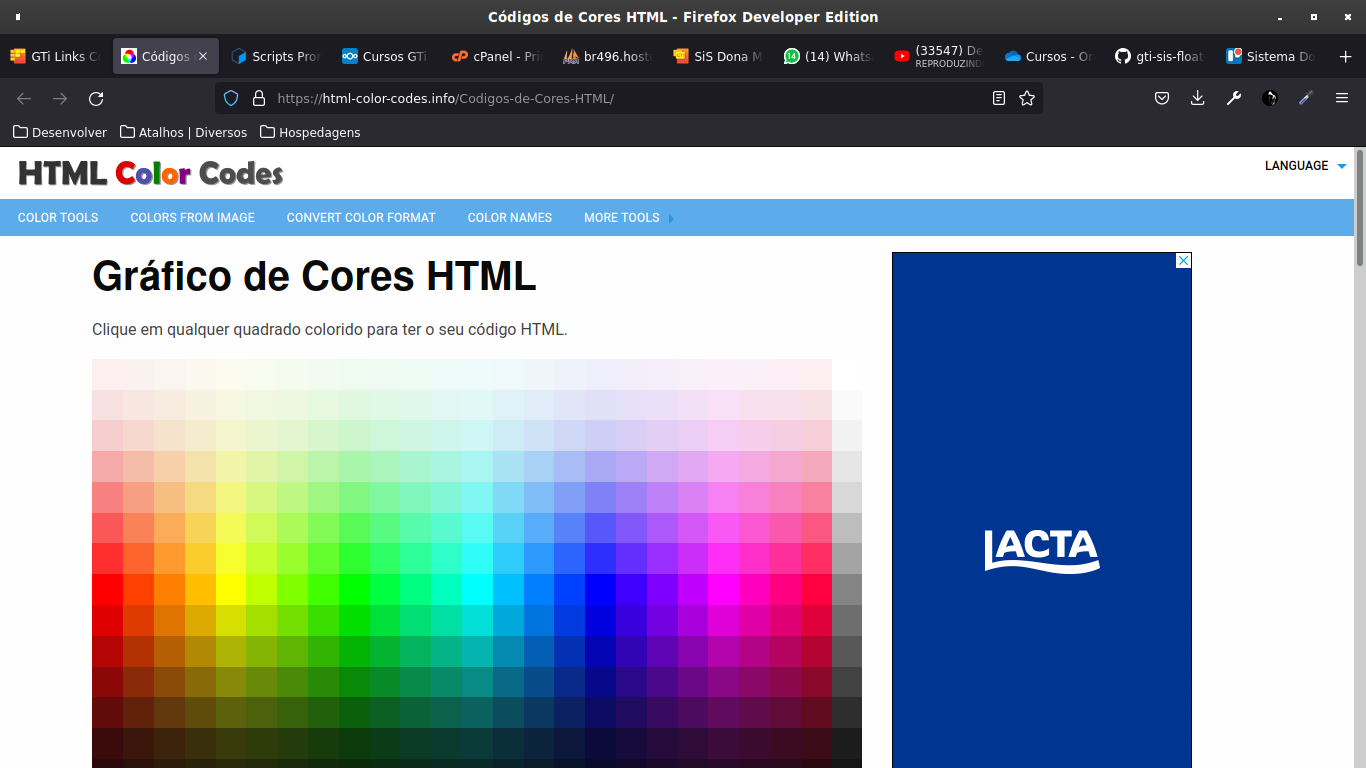 Códigos de Cores HTML - Firefox Developer Edition
GTi Links C
Códigos
Scripts Pron
Cursos GTi
cPanel - Pri
br496.host
SiS Dona M
(14) Whats
(33547) De
REPRODUZIND
Cursos - On
gti-sis-float
Sistema Do
https://html-color-codes.info/Codigos-de-Cores-HTML/
Desenvolver
Atalhos | Diversos
Hospedagens
HTML Color Codes
LANGUAGE
COLOR TOOLS
COLORS FROM IMAGE
CONVERT COLOR FORMAT
COLOR NAMES
MORE TOOLS
Gráfico de Cores HTML
Clique em qualquer quadrado colorido para ter o seu código HTML.
LACTA